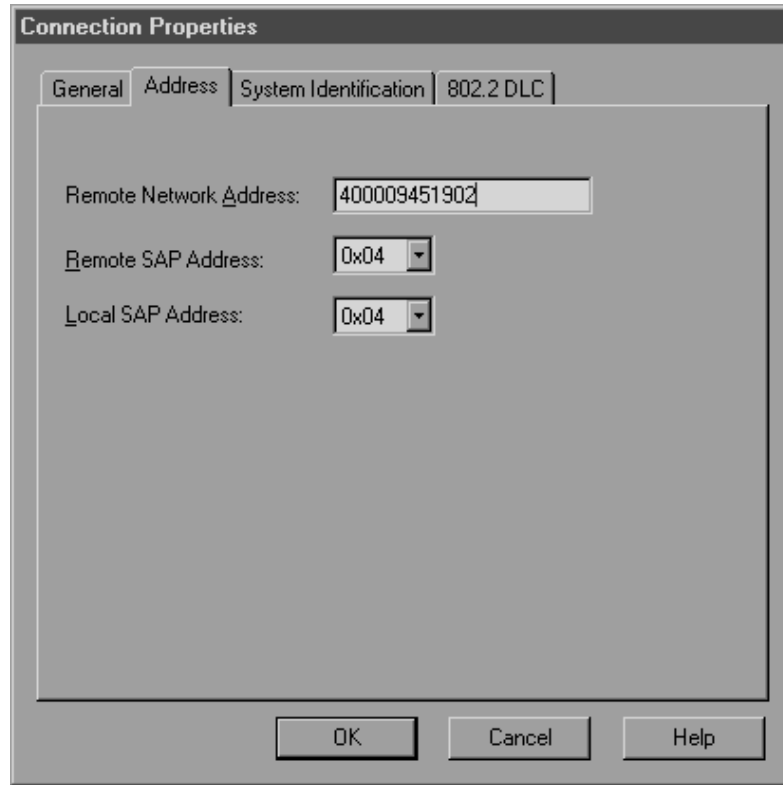 Connection Properties
General Address System Identification 802.2 DLC
Remote Network Address: 400009451902
Remote SAP Address: 0x04
Local SAP Address: 0x04
OK Cancel Help